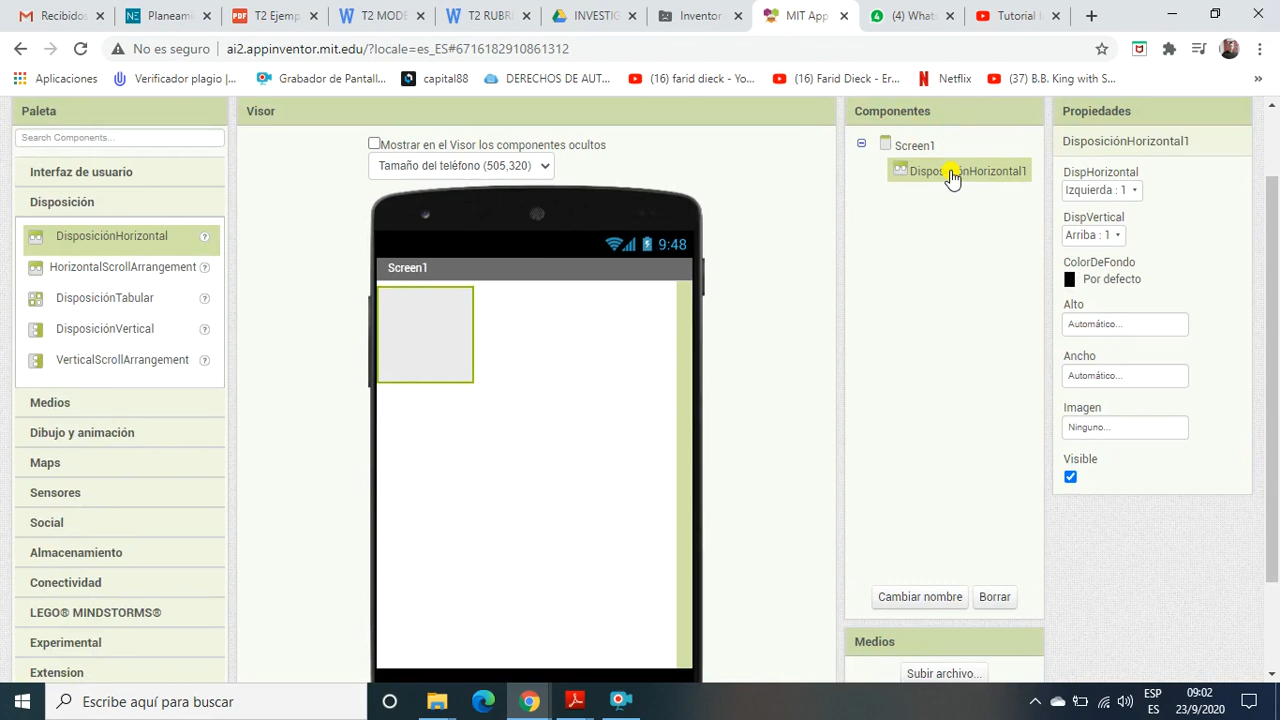 Recibidos
Planeami
T2 Ejemp
T2 MODE
T2 RUBRI
INVESTIG
Inventor
MIT App
(4) Whats
Tutorial In
No es seguro
ai2.appinventor.mit.edu/?locale=es_ES#6716182910861312
Aplicaciones
Verificador plagio |...
Grabador de Pantall...
capital88
DERECHOS DE AUT...
(16) farid dieck - Yo...
(16) Farid Dieck - Er...
Netflix
(37) B.B. King with S...
»
Paleta
Search Components...
Interfaz de usuario
Disposición
DisposiciónHorizontal
HorizontalScrollArrangement
DisposiciónTabular
DisposiciónVertical
VerticalScrollArrangement
Medios
Dibujo y animación
Maps
Sensores
Social
Almacenamiento
Conectividad
LEGO® MINDSTORMS®
Experimental
Extension
Visor
Mostrar en el Visor los componentes ocultos
Tamaño del teléfono (505,320)
9:48
Screen1
Componentes
Screen1
DisposiciónHorizontal1
Cambiar nombre
Borrar
Medios
Subir archivo...
Propiedades
DisposiciónHorizontal1
DispHorizontal
Izquierda : 1
DispVertical
Arriba : 1
ColorDeFondo
Por defecto
Alto
Automático...
Ancho
Automático...
Imagen
Ninguno...
Visible
Escribe aquí para buscar
ESP
ES
09:02
23/9/2020